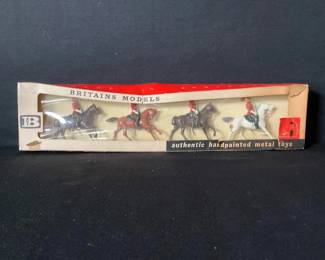 BRITAINS MODELS
B
authentic handpainted metal toys